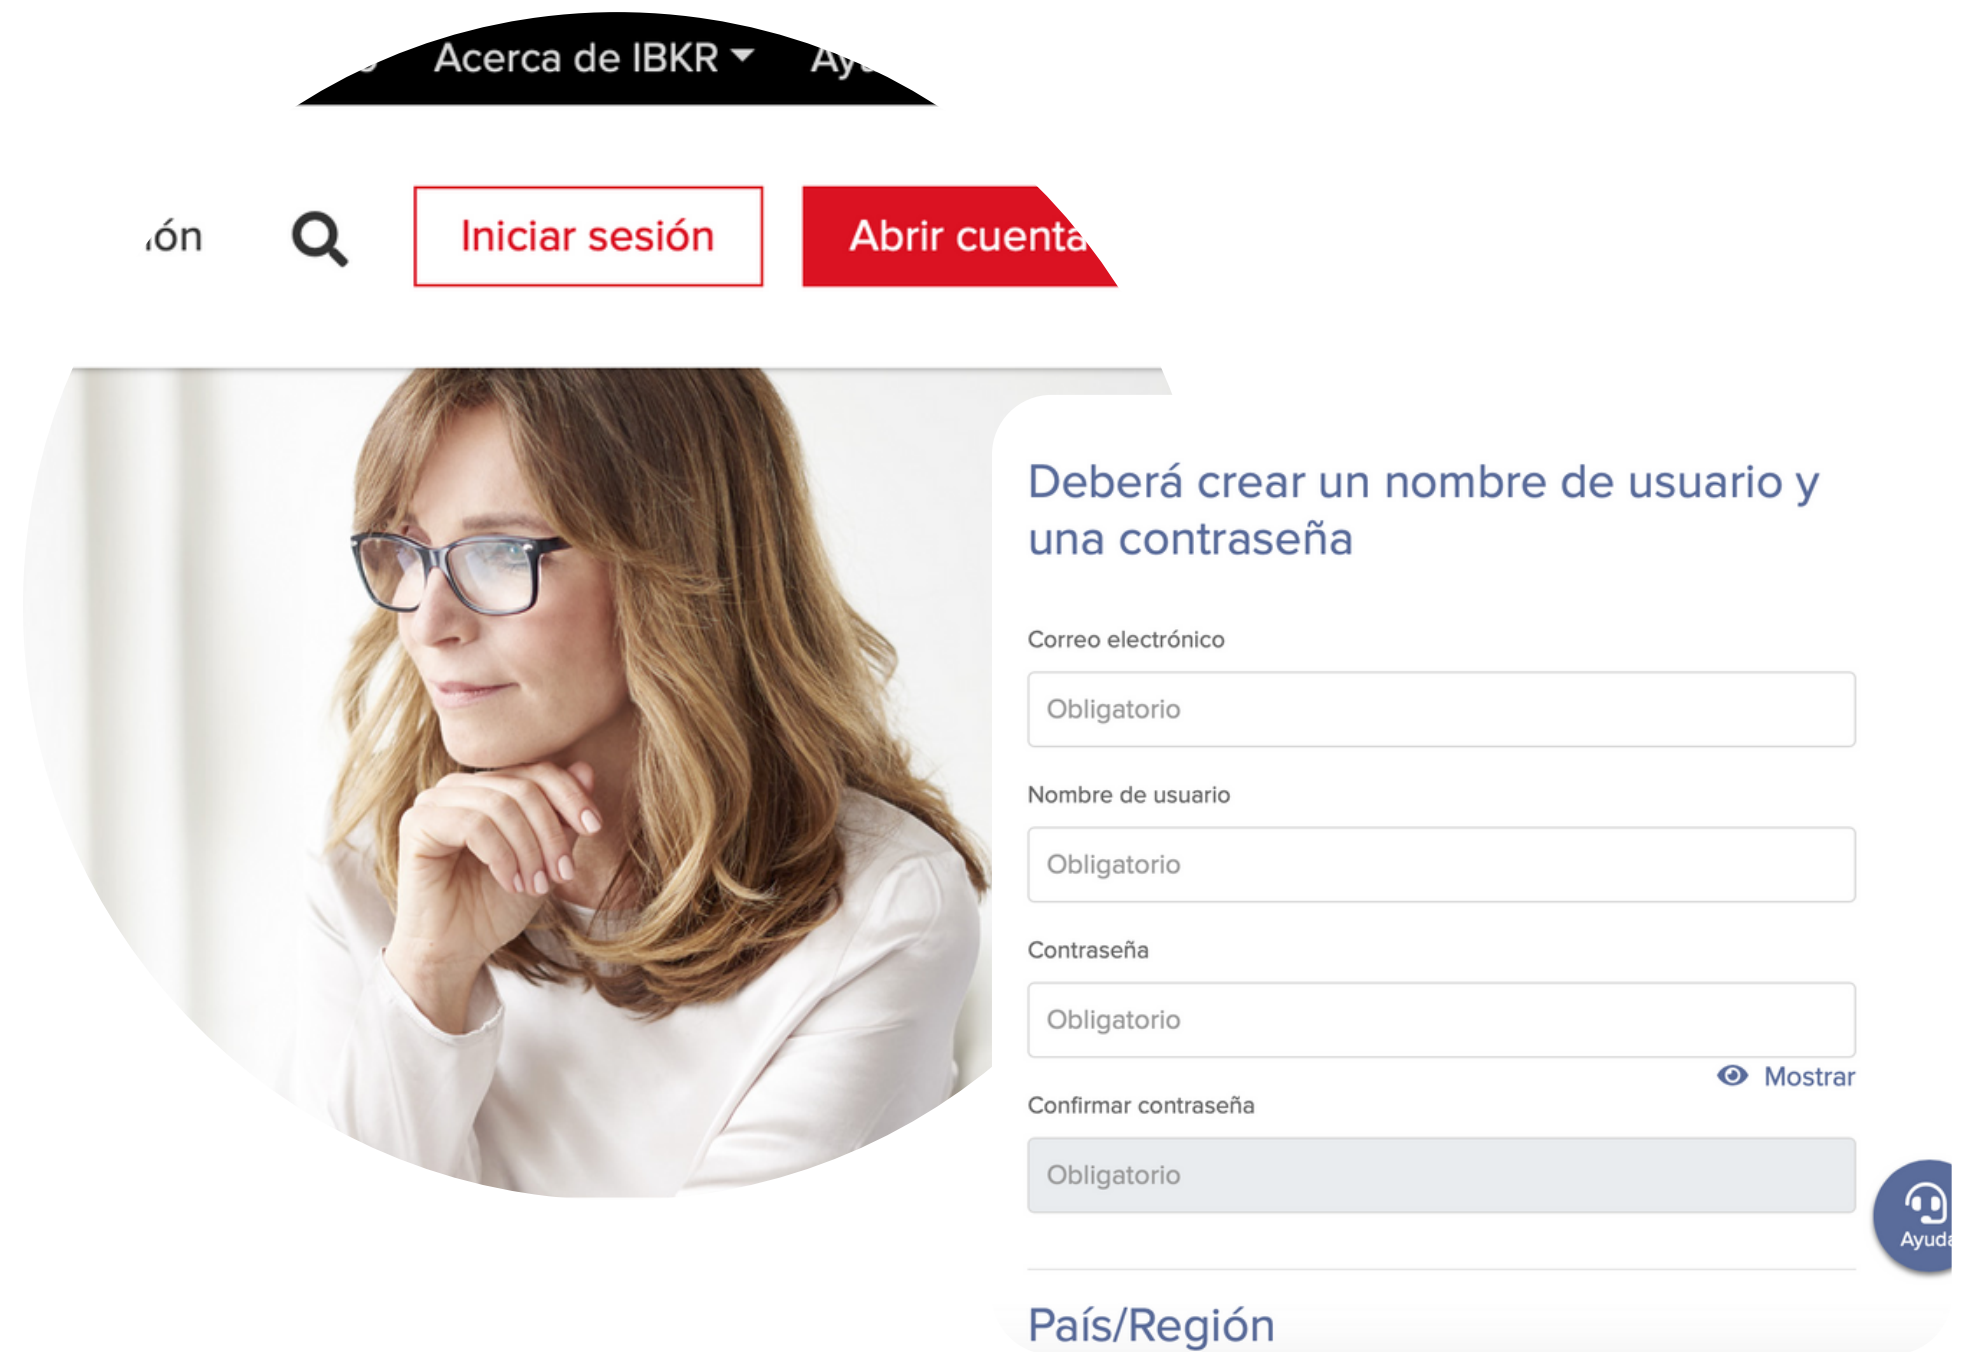 Acerca de IBKR
Iniciar sesión
Abrir cuenta
Deberá crear un nombre de usuario y
una contraseña
Correo electrónico
Obligatorio
Nombre de usuario
Obligatorio
Contraseña
Obligatorio
Mostrar
Confirmar contraseña
Obligatorio
Ayuda
País/Región